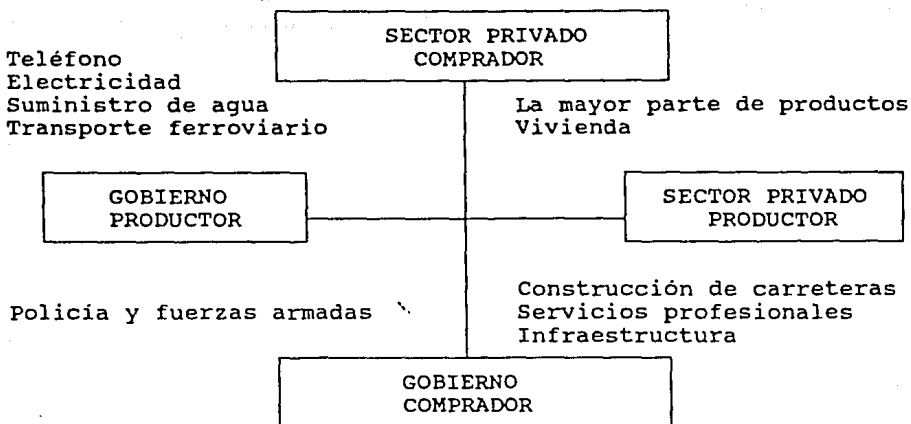 SECTOR PRIVADO
COMPRADOR
Teléfono
Electricidad
Suministro de agua
Transporte ferroviario
La mayor parte de productos
Vivienda
GOBIERNO
PRODUCTOR
SECTOR PRIVADO
PRODUCTOR
Policía y fuerzas armadas
Construcción de carreteras
Servicios profesionales
Infraestructura
GOBIERNO
COMPRADOR